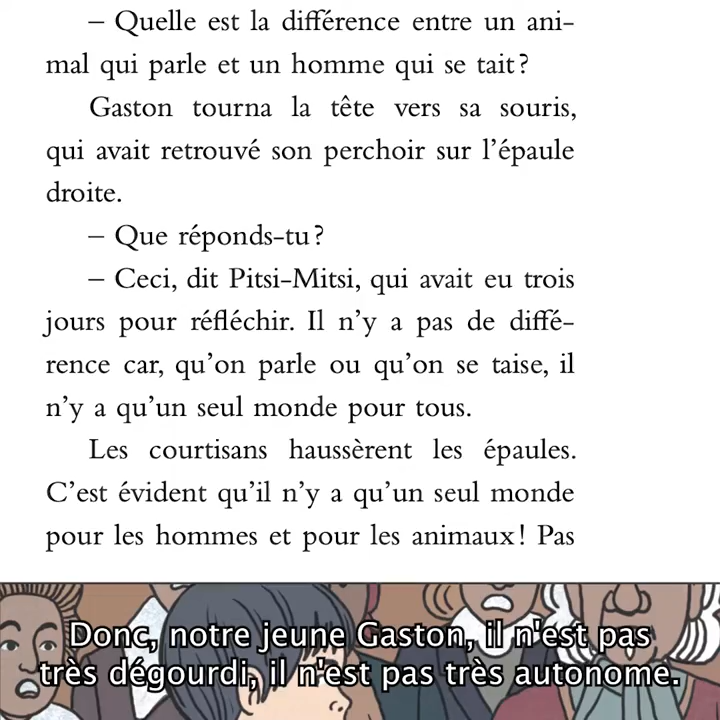 – Quelle est la différence entre un ani-
mal qui parle et un homme qui se tait ?
Gaston tourna la tête vers sa souris,
qui avait retrouvé son perchoir sur l’épaule
droite.
– Que réponds-tu ?
– Ceci, dit Pitsi-Mitsi, qui avait eu trois
jours pour réfléchir. Il n’y a pas de diffé-
rence car, qu’on parle ou qu’on se taise, il
n’y a qu’un seul monde pour tous.
Les courtisans haussèrent les épaules.
C’est évident qu’il n’y a qu’un seul monde
pour les hommes et pour les animaux ! Pas
Donc, notre jeune Gaston, il n'est pas
très dégourdi, il n'est pas très autonome.